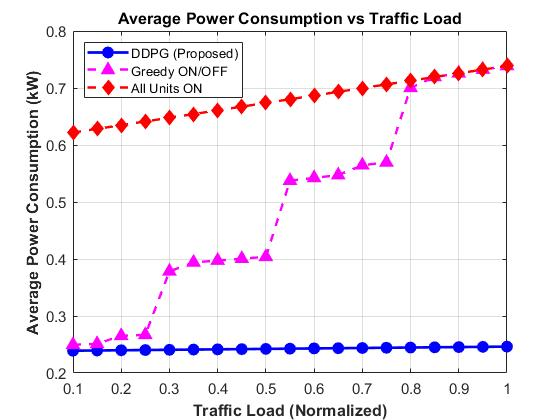 Average Power Consumption vs Traffic Load
DDPG (Proposed)
Greedy ON/OFF
All Units ON
Average Power Consumption (kW)
0.8
0.7
0.6
0.5
0.4
0.3
0.2
0.1 0.2 0.3 0.4 0.5 0.6 0.7 0.8 0.9 1
Traffic Load (Normalized)